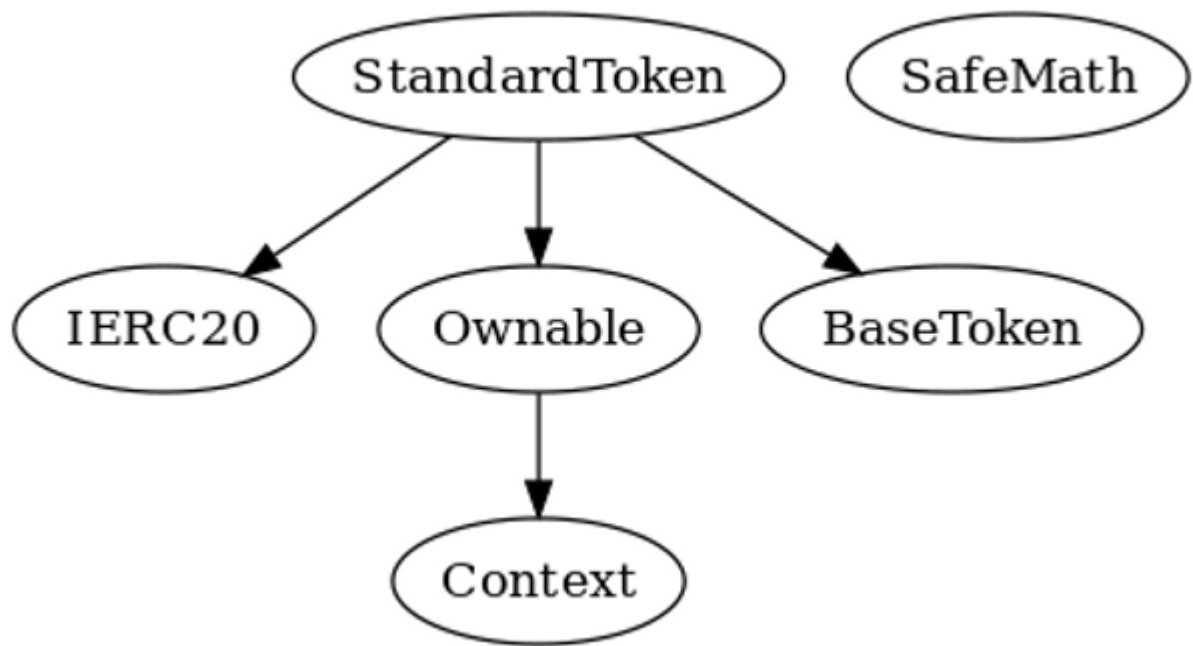 StandardToken
SafeMath
IERC20
Ownable
BaseToken
Context